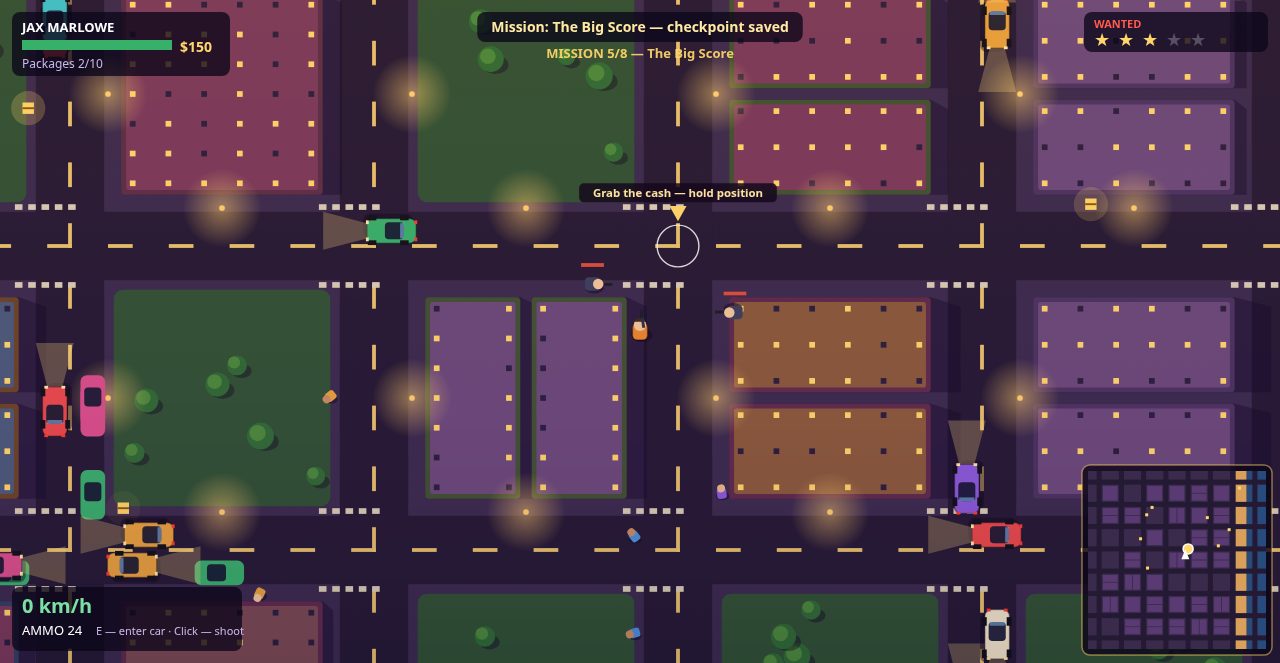 JAX MARLOWE
$150
Packages 2/10
Mission: The Big Score — checkpoint saved
MISSION 5/8 — The Big Score
WANTED
Grab the cash — hold position
0 km/h
AMMO 24 E — enter car · Click — shoot